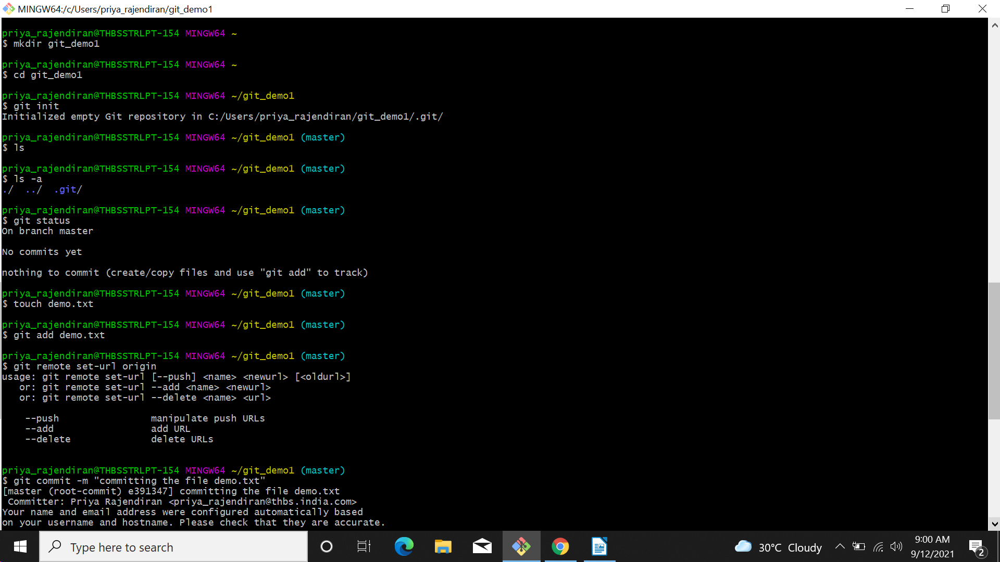 MINGW64:/c/Users/priya_rajendiran/git_demo1
priya_rajendiran@THBSSTRLPT-154 MINGW64 ~
$ mkdir git_demo1
priya_rajendiran@THBSSTRLPT-154 MINGW64 ~
$ cd git_demo1
priya_rajendiran@THBSSTRLPT-154 MINGW64 ~/git_demo1
$ git init
Initialized empty Git repository in C:/Users/priya_rajendiran/git_demo1/.git/
priya_rajendiran@THBSSTRLPT-154 MINGW64 ~/git_demo1 (master)
$ ls
priya_rajendiran@THBSSTRLPT-154 MINGW64 ~/git_demo1 (master)
$ ls -a
./  ../  .git/
priya_rajendiran@THBSSTRLPT-154 MINGW64 ~/git_demo1 (master)
$ git status
On branch master
No commits yet
nothing to commit (create/copy files and use "git add" to track)
priya_rajendiran@THBSSTRLPT-154 MINGW64 ~/git_demo1 (master)
$ touch demo.txt
priya_rajendiran@THBSSTRLPT-154 MINGW64 ~/git_demo1 (master)
$ git add demo.txt
priya_rajendiran@THBSSTRLPT-154 MINGW64 ~/git_demo1 (master)
$ git remote set-url origin
usage: git remote set-url [--push] <name> <newurl> [<oldurl>]
   or: git remote set-url --add <name> <newurl>
   or: git remote set-url --delete <name> <url>
    --push                manipulate push URLs
    --add                 add URL
    --delete              delete URLs
priya_rajendiran@THBSSTRLPT-154 MINGW64 ~/git_demo1 (master)
$ git commit -m "committing the file demo.txt"
[master (root-commit) e391347] committing the file demo.txt
 Committer: Priya Rajendiran <priya_rajendiran@thbs.india.com>
Your name and email address were configured automatically based
on your username and hostname. Please check that they are accurate.
Type here to search
30°C Cloudy
9:00 AM
9/12/2021
2